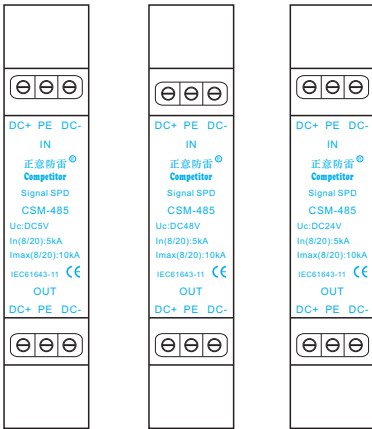 DC+ PE DC-
IN
正意防雷®
Competitor
Signal SPD
CSM-485
Uc:DC5V
In(8/20):5kA
Imax(8/20):10kA
IEC61643-11 CE
OUT
DC+ PE DC-
DC+ PE DC-
IN
正意防雷®
Competitor
Signal SPD
CSM-485
Uc:DC48V
In(8/20):5kA
Imax(8/20):10kA
IEC61643-11 CE
OUT
DC+ PE DC-
DC+ PE DC-
IN
正意防雷®
Competitor
Signal SPD
CSM-485
Uc:DC24V
In(8/20):5kA
Imax(8/20):10kA
IEC61643-11 CE
OUT
DC+ PE DC-